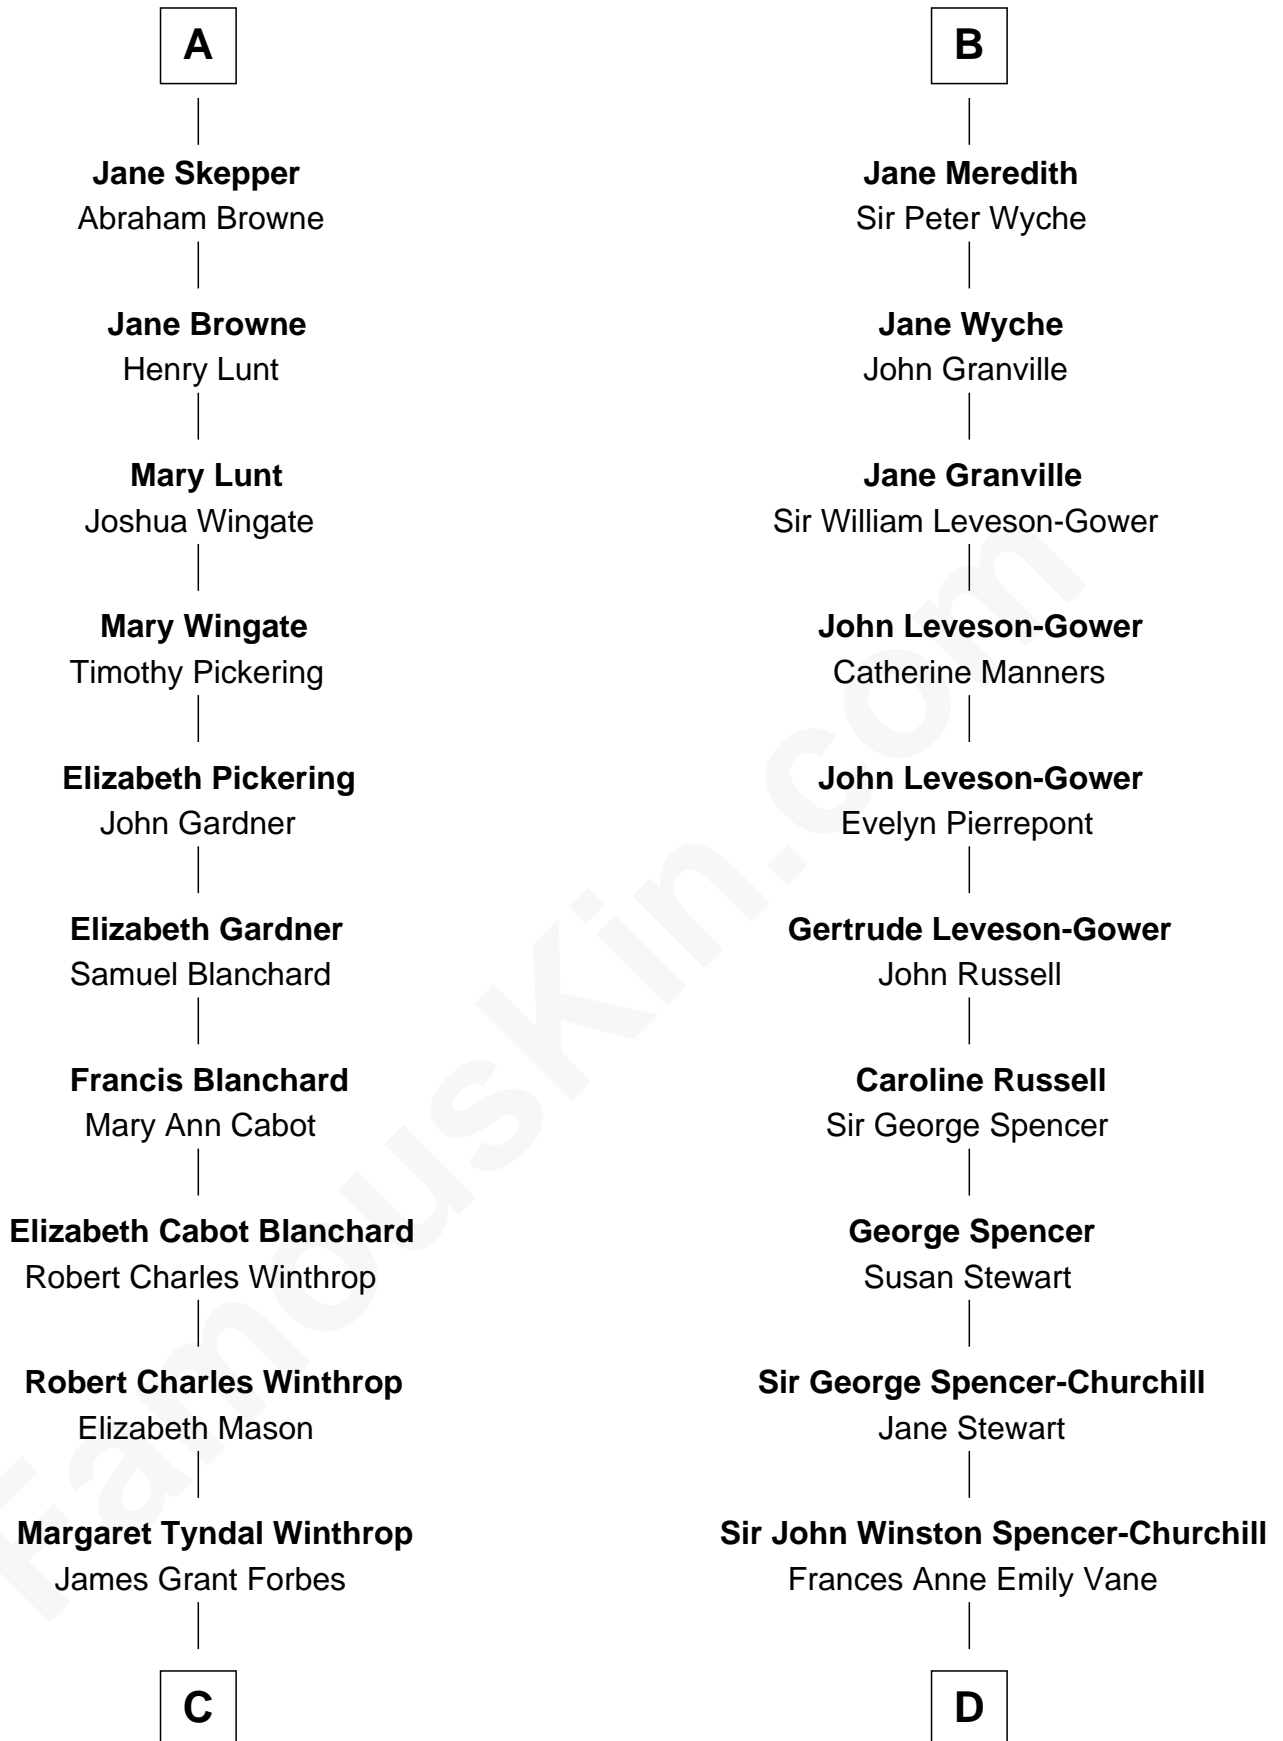 A
Jane Skepper
Abraham Browne
Jane Browne
Henry Lunt
Mary Lunt
Joshua Wingate
Mary Wingate
Timothy Pickering
Elizabeth Pickering
John Gardner
Elizabeth Gardner
Samuel Blanchard
Francis Blanchard
Mary Ann Cabot
Elizabeth Cabot Blanchard
Robert Charles Winthrop
Robert Charles Winthrop
Elizabeth Mason
Margaret Tyndal Winthrop
James Grant Forbes
C
B
Jane Meredith
Sir Peter Wyche
Jane Wyche
John Granville
Jane Granville
Sir William Leveson-Gower
John Leveson-Gower
Catherine Manners
John Leveson-Gower
Evelyn Pierrepont
Gertrude Leveson-Gower
John Russell
Caroline Russell
Sir George Spencer
George Spencer
Susan Stewart
Sir George Spencer-Churchill
Jane Stewart
Sir John Winston Spencer-Churchill
Frances Anne Emily Vane
D
FamousKin.com